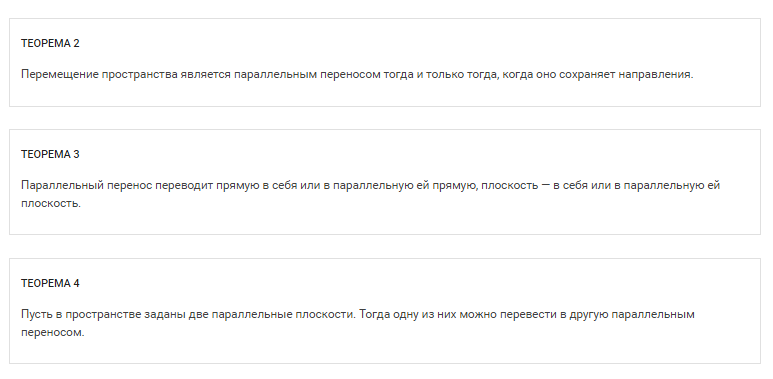 ТЕОРЕМА 2
Перемещение пространства является параллельным переносом тогда и только тогда, когда оно сохраняет направления.
ТЕОРЕМА 3
Параллельный перенос переводит прямую в себя или в параллельную ей прямую, плоскость — в себя или в параллельную ей
плоскость.
ТЕОРЕМА 4
Пусть в пространстве заданы две параллельные плоскости. Тогда одну из них можно перевести в другую параллельным
переносом.